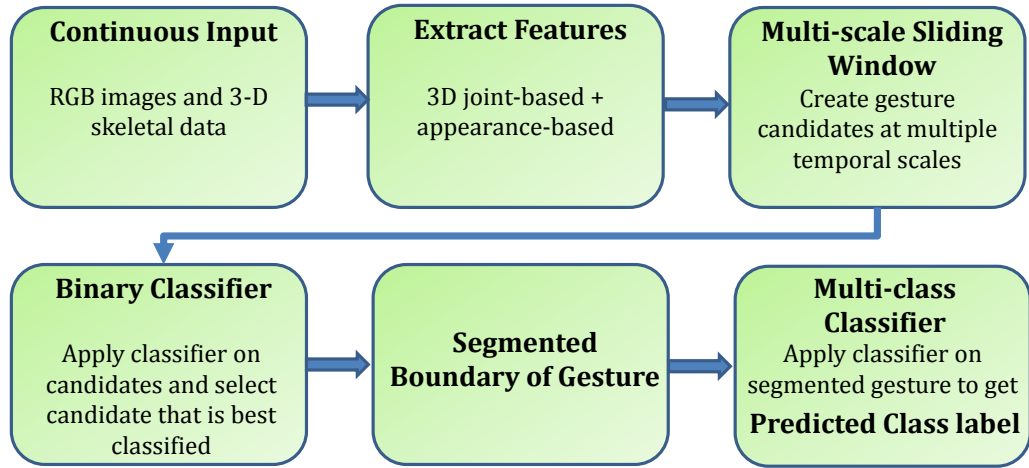 Continuous Input
RGB images and 3-D
skeletal data
Extract Features
3D joint-based +
appearance-based
Multi-scale Sliding
Window
Create gesture
candidates at multiple
temporal scales
Binary Classifier
Apply classifier on
candidates and select
candidate that is best
classified
Segmented
Boundary of Gesture
Multi-class
Classifier
Apply classifier on
segmented gesture to get
Predicted Class label